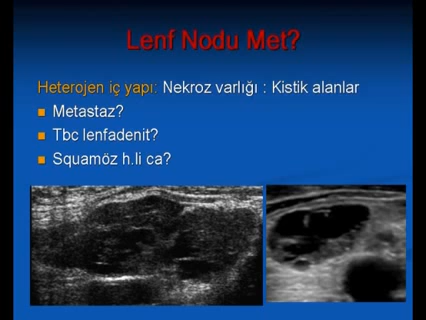 Lenf Nodu Met?
Heterojen iç yapı: Nekroz varlığı : Kistik alanlar
Metastaz?
Tbc lenfadenit?
Squamöz h.li ca?